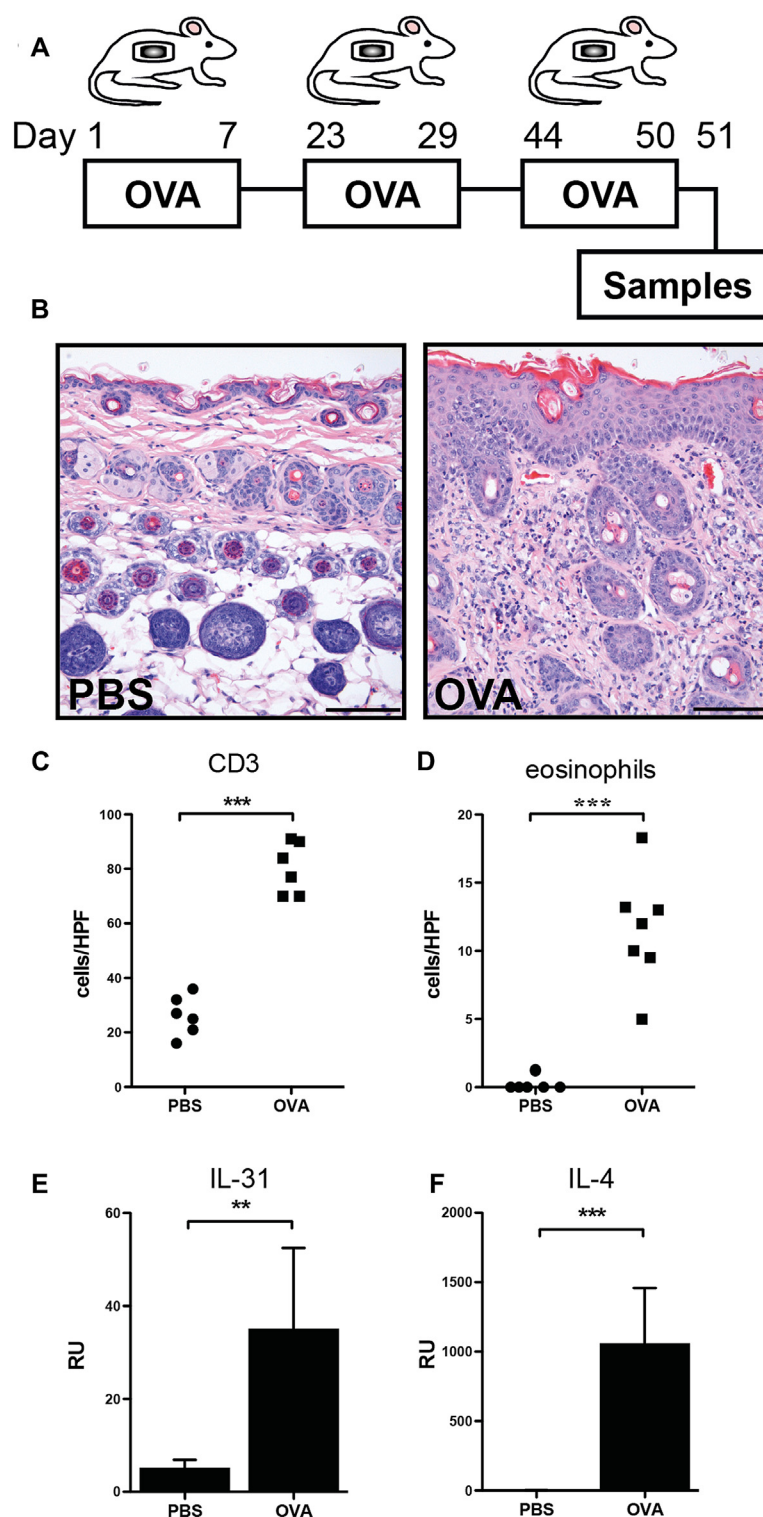 A
Day 1 7 23 29 44 50 51
OVA OVA OVA
Samples
B
PBS OVA
C CD3
***
cells/HPF
100
80
60
40
20
0
PBS OVA
D eosinophils
***
cells/HPF
20
15
10
5
0
PBS OVA
E IL-31
**
RU
60
40
20
0
PBS OVA
F IL-4
***
RU
2000
1500
1000
500
0
PBS OVA